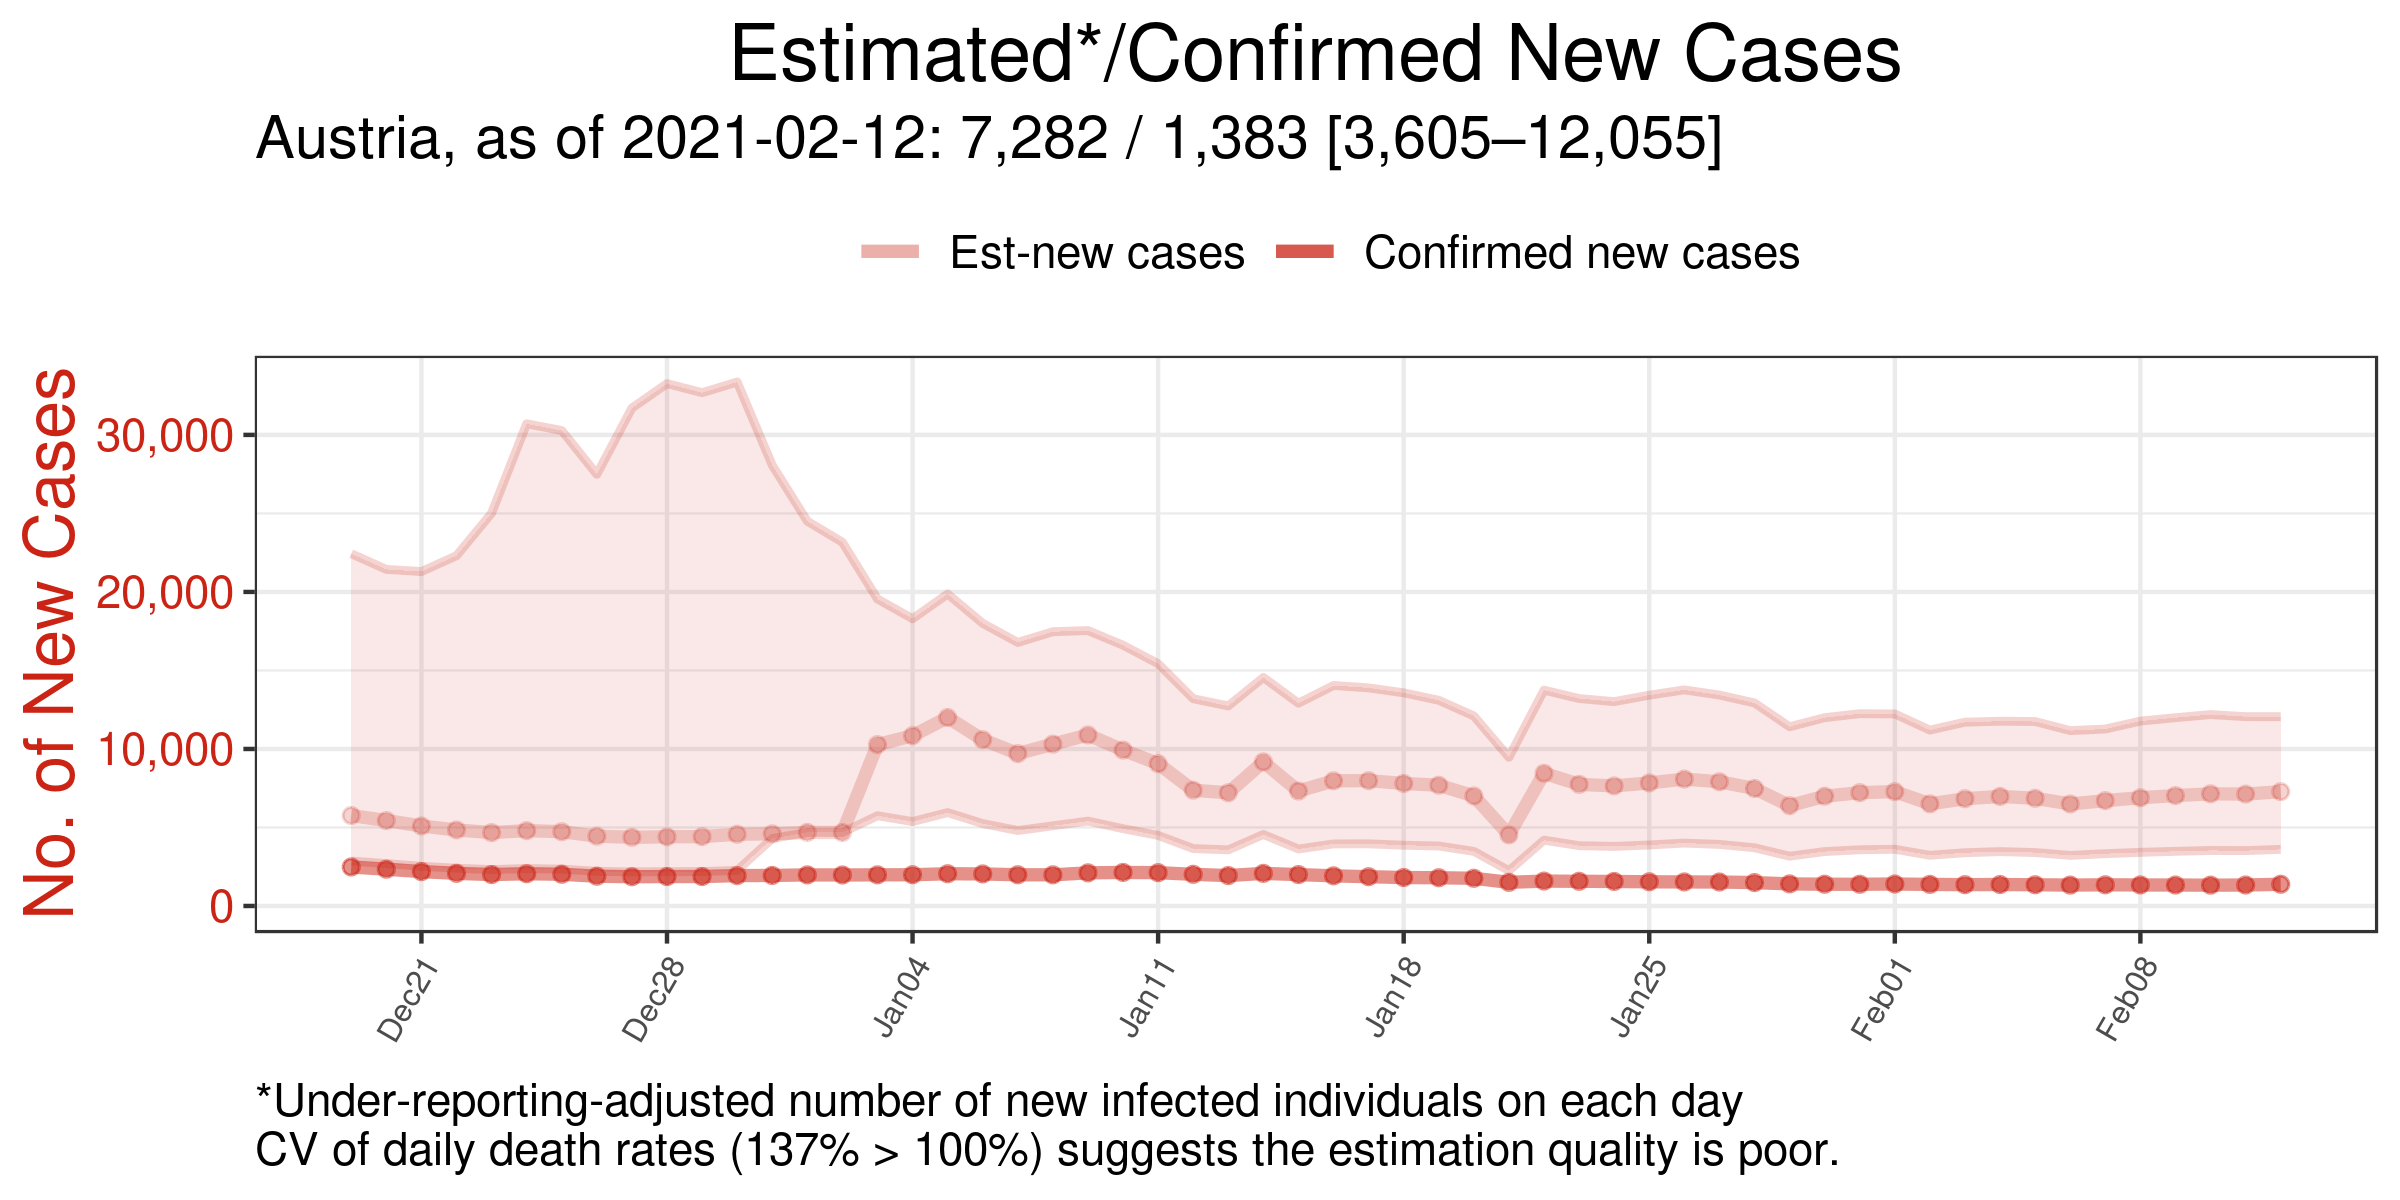 Estimated*/Confirmed New Cases
Austria, as of 2021-02-12: 7,282 / 1,383 [3,605–12,055]
Est-new cases
Confirmed new cases
No. of New Cases
30,000
20,000
10,000
0
Dec21
Dec28
Jan04
Jan11
Jan18
Jan25
Feb01
Feb08
*Under-reporting-adjusted number of new infected individuals on each day
CV of daily death rates (137% > 100%) suggests the estimation quality is poor.